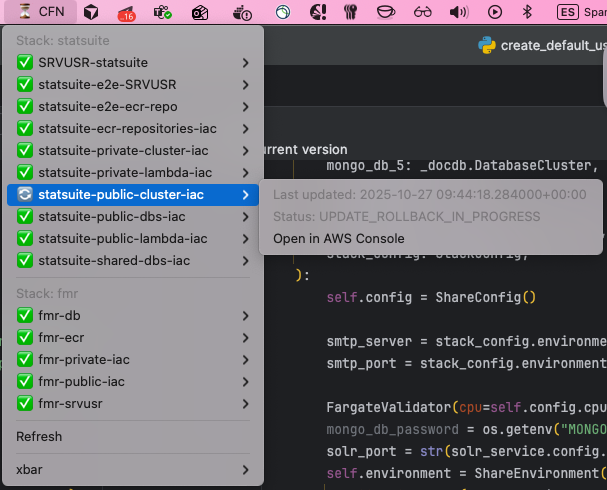 CFN
16
ES Spar
Stack: statsuite
SRVUSR-statsuite
statsuite-e2e-SRVUSR
statsuite-e2e-ecr-repo
statsuite-ecr-repositories-iac
statsuite-private-cluster-iac
statsuite-private-lambda-iac
statsuite-public-cluster-iac
statsuite-public-dbs-iac
statsuite-public-lambda-iac
statsuite-shared-dbs-iac
Stack: fmr
fmr-db
fmr-ecr
fmr-private-iac
fmr-public-iac
fmr-srvusr
Refresh
xbar
Last updated: 2025-10-27 09:44:18.284000+00:00
Status: UPDATE_ROLLBACK_IN_PROGRESS
Open in AWS Console
create_default_us
urrent version
mongo_db_5: _docdb.DatabaseCluster,
):
self.config = ShareConfig()
smtp_server = stack_config.environme
smtp_port = stack_config.environment
FargateValidator(cpu=self.config.cpu
mongo_db_password = os.getenv("MONGO
solr_port = str(solr_service.config.
self.environment = ShareEnvironment(